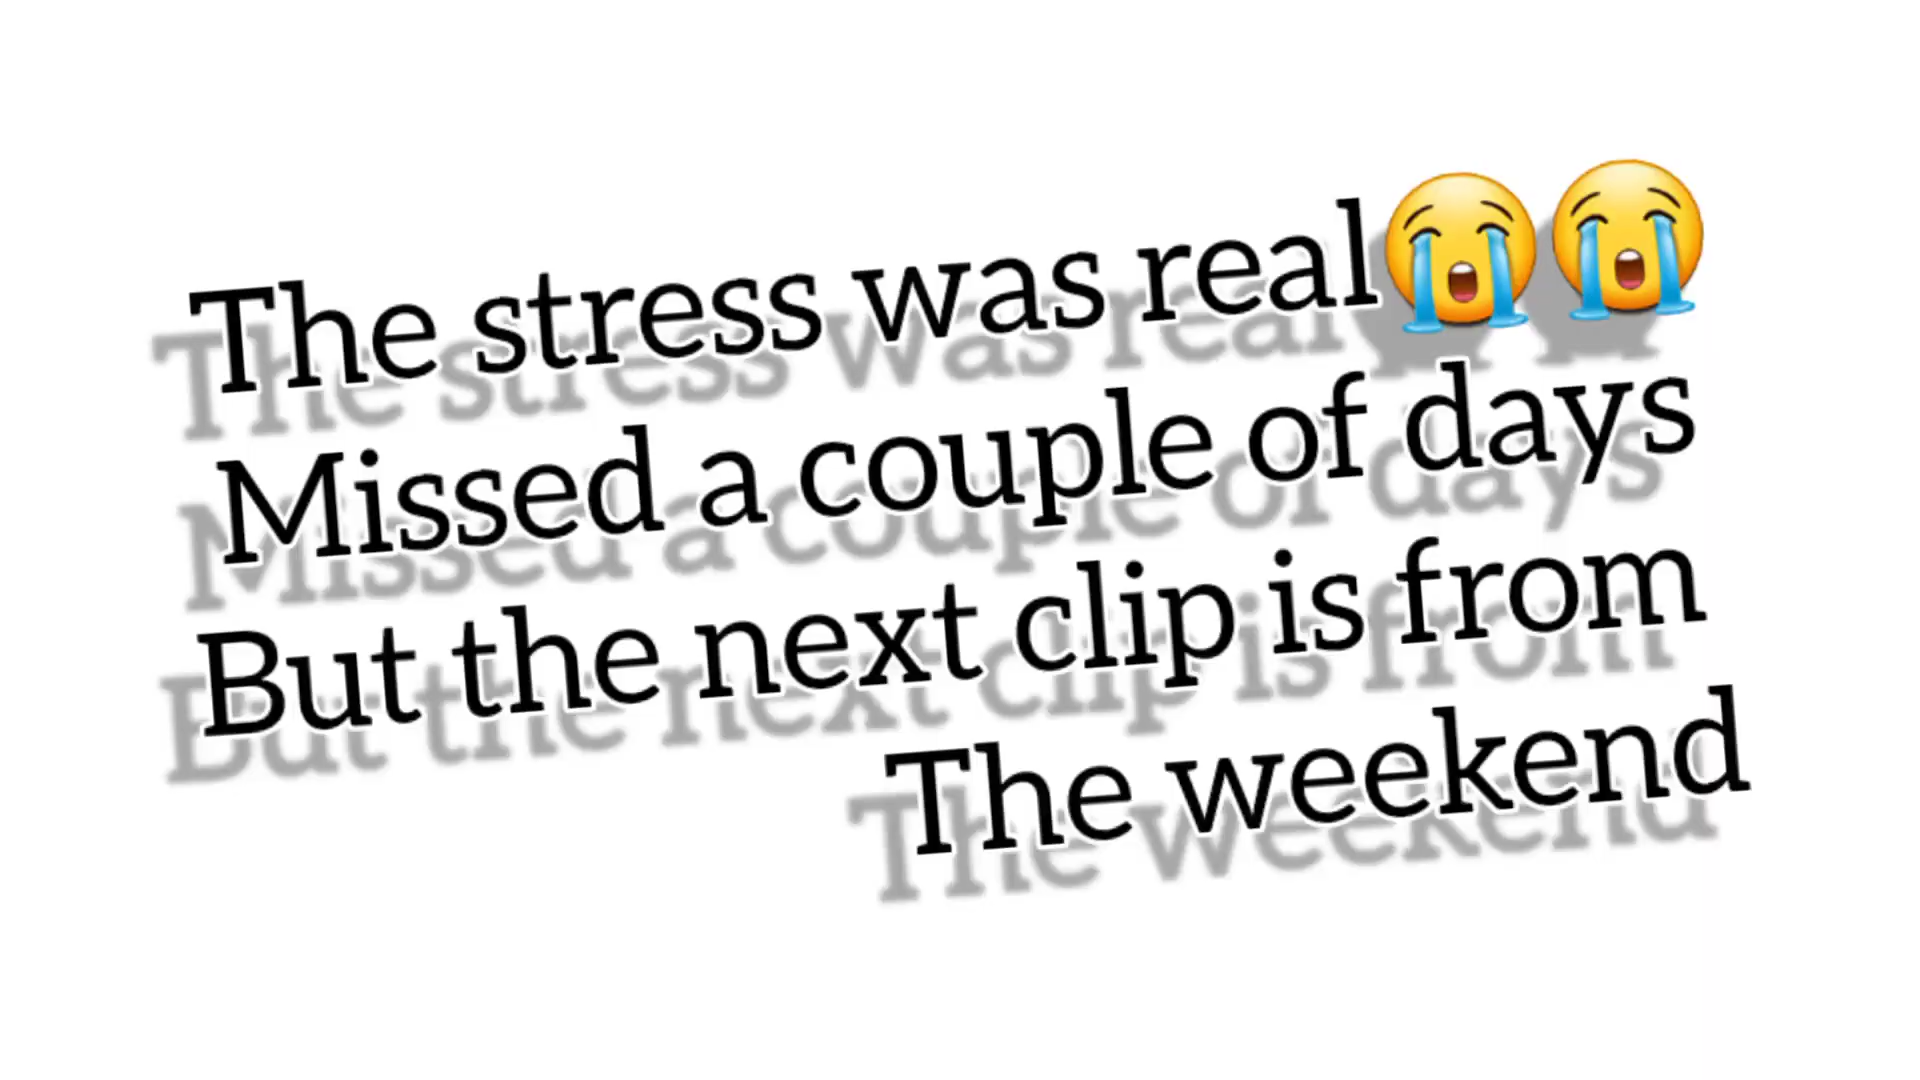 The stress was real😭😭
Missed a couple of days
But the next clip is from
The weekend